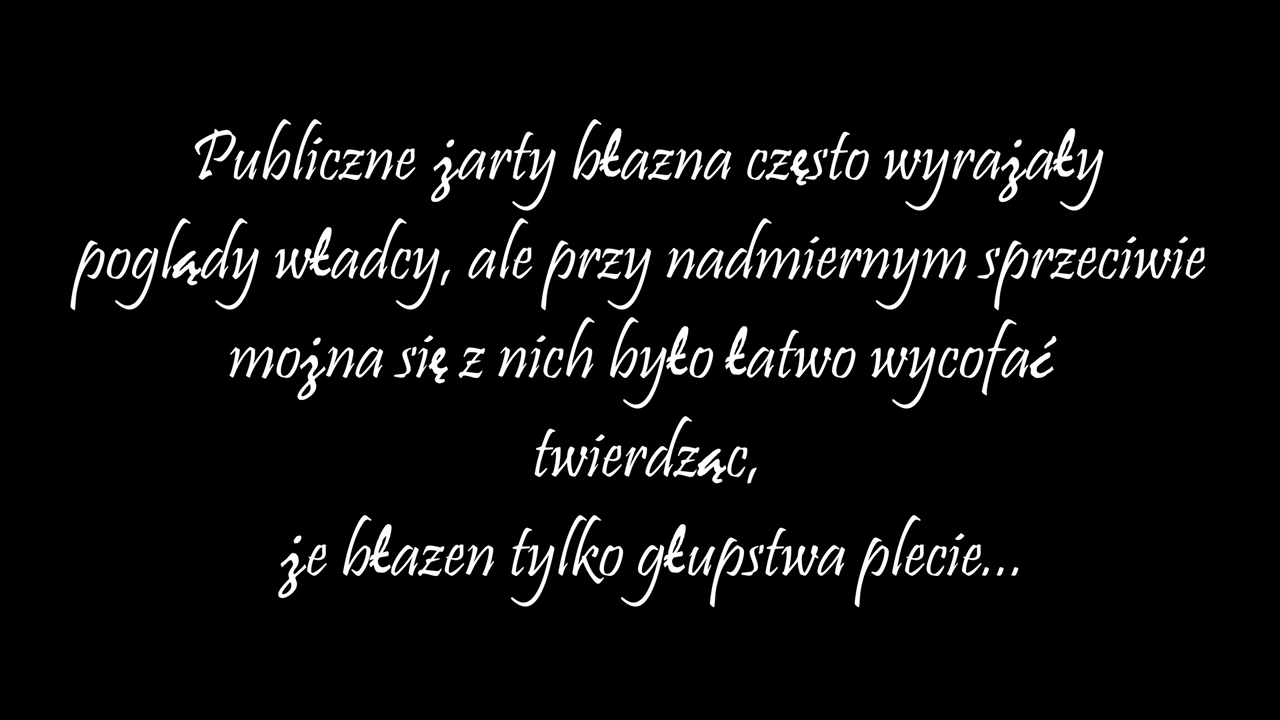 Publiczne żarty błazna często wyrażały
poglądy władcy, ale przy nadmiernym sprzeciwie
można się z nich było łatwo wycofać
twierdząc,
że błazen tylko głupstwa plecie...